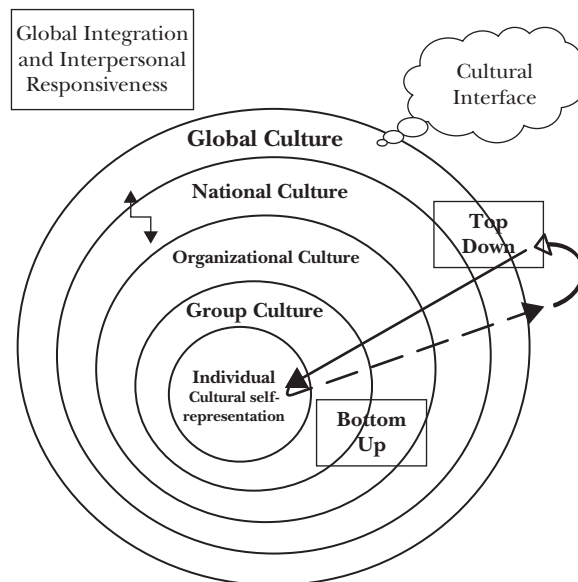 Global Integration
and Interpersonal
Responsiveness
Cultural
Interface
Global Culture
National Culture
Top
Down
Organizational Culture
Group Culture
Individual
Cultural self-
representation
Bottom
Up